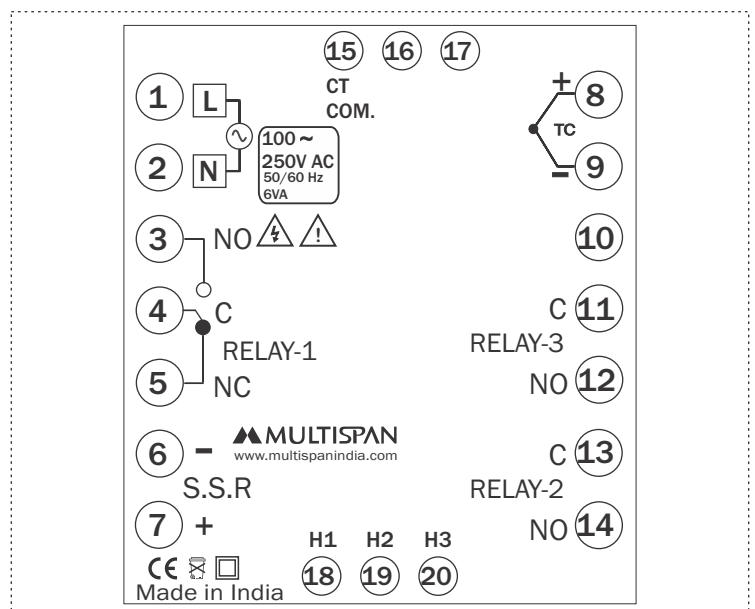 15 16 17
CT
COM.
1 L
100 ~
250V AC
50/60 Hz
6VA
2 N
+ 8
TC
- 9
3 NO
4 C
RELAY-1
5 NC
10
C 11
RELAY-3
NO 12
MULTISPAN
www.multispanindia.com
6 -
S.S.R
7 +
C 13
RELAY-2
NO 14
H1 H2 H3
18 19 20
CE
Made in India